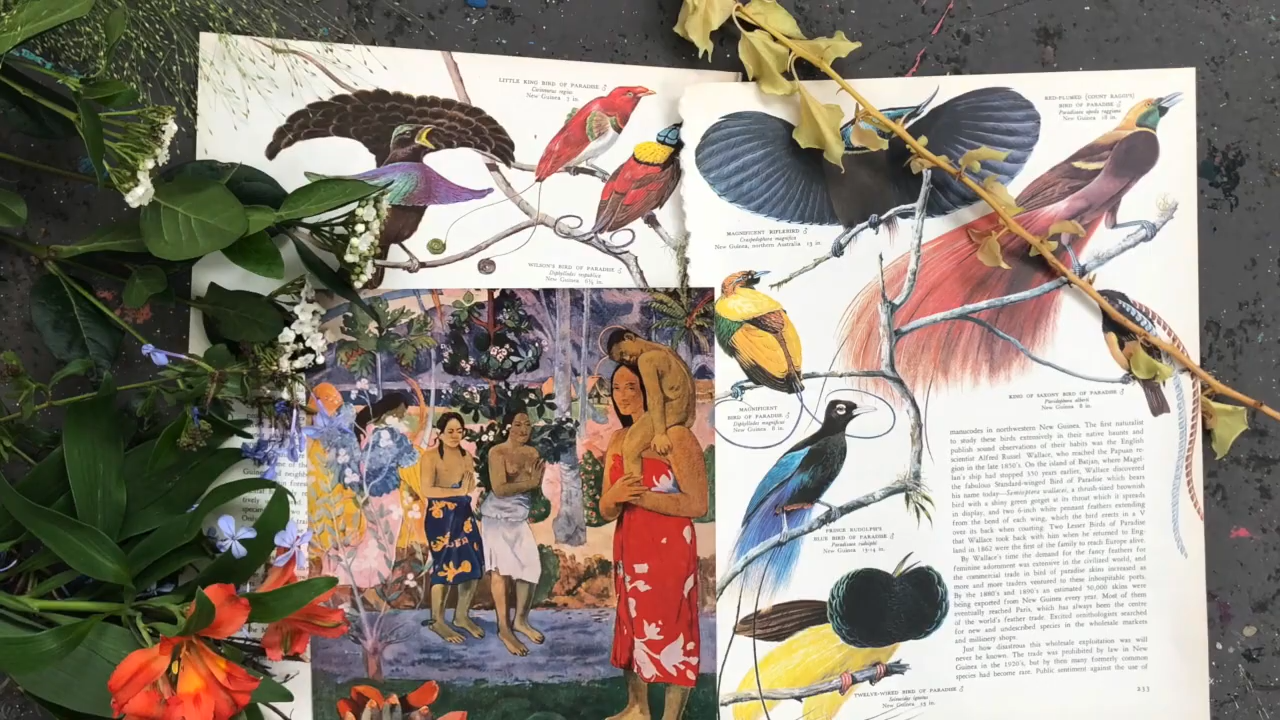 LITTLE KING BIRD OF PARADISE ♂
Cicinnurus regius
New Guinea 7 in.
WILSON'S BIRD OF PARADISE ♂
Diphyllodes respublica
New Guinea 6½ in.
MAGNIFICENT RIFLEBIRD ♂
Craspedophora magnifica
New Guinea, northern Australia 13 in.
RED-PLUMED (COUNT RAGGI'S)
BIRD OF PARADISE ♂
Paradisaea apoda raggiana
New Guinea 18 in.
MAGNIFICENT
BIRD OF PARADISE ♂
Diphyllodes magnificus
New Guinea 8 in.
KING OF SAXONY BIRD OF PARADISE ♂
Pteridophora alberti
New Guinea 8 in.
PRINCE RUDOLPH'S
BLUE BIRD OF PARADISE ♂
Paradisaea rudolphi
New Guinea 13-14 in.
TWELVE-WIRED BIRD OF PARADISE ♂
Seleucidis ignotus
New Guinea 13 in.
manucodes in northwestern New Guinea. The first naturalist
to study these birds extensively in their native haunts and
publish sound observations of their habits was the English
scientist Alfred Russel Wallace, who reached the Papuan re-
gion in the late 1850's. On the island of Batjan, where Magel-
lan's ship had stopped 350 years earlier, Wallace discovered
the fabulous Standard-winged Bird of Paradise which bears
his name today—Semioptera wallacei, a thrush-sized brownish
bird with a shiny green gorget at its throat which it spreads
in display, and two 6-inch white pennant feathers extending
from the bend of each wing, which the bird erects in a V
over its back when courting. Two Lesser Birds of Paradise
that Wallace took back with him when he returned to Eng-
land in 1862 were the first of the family to reach Europe alive.
By Wallace's time the demand for the fancy feathers for
feminine adornment was extensive in the civilized world, and
the commercial trade in bird of paradise skins increased as
more and more traders ventured to these inhospitable ports.
By the 1880's and 1890's an estimated 50,000 skins were
being exported from New Guinea every year. Most of them
eventually reached Paris, which has always been the centre
of the world's feather trade. Excited ornithologists searched
for new and undescribed species in the wholesale markets
and millinery shops.
Just how disastrous this wholesale exploitation was will
never be known. The trade was prohibited by law in New
Guinea in the 1920's, but by then many formerly common
species had become rare. Public sentiment against the use of
233